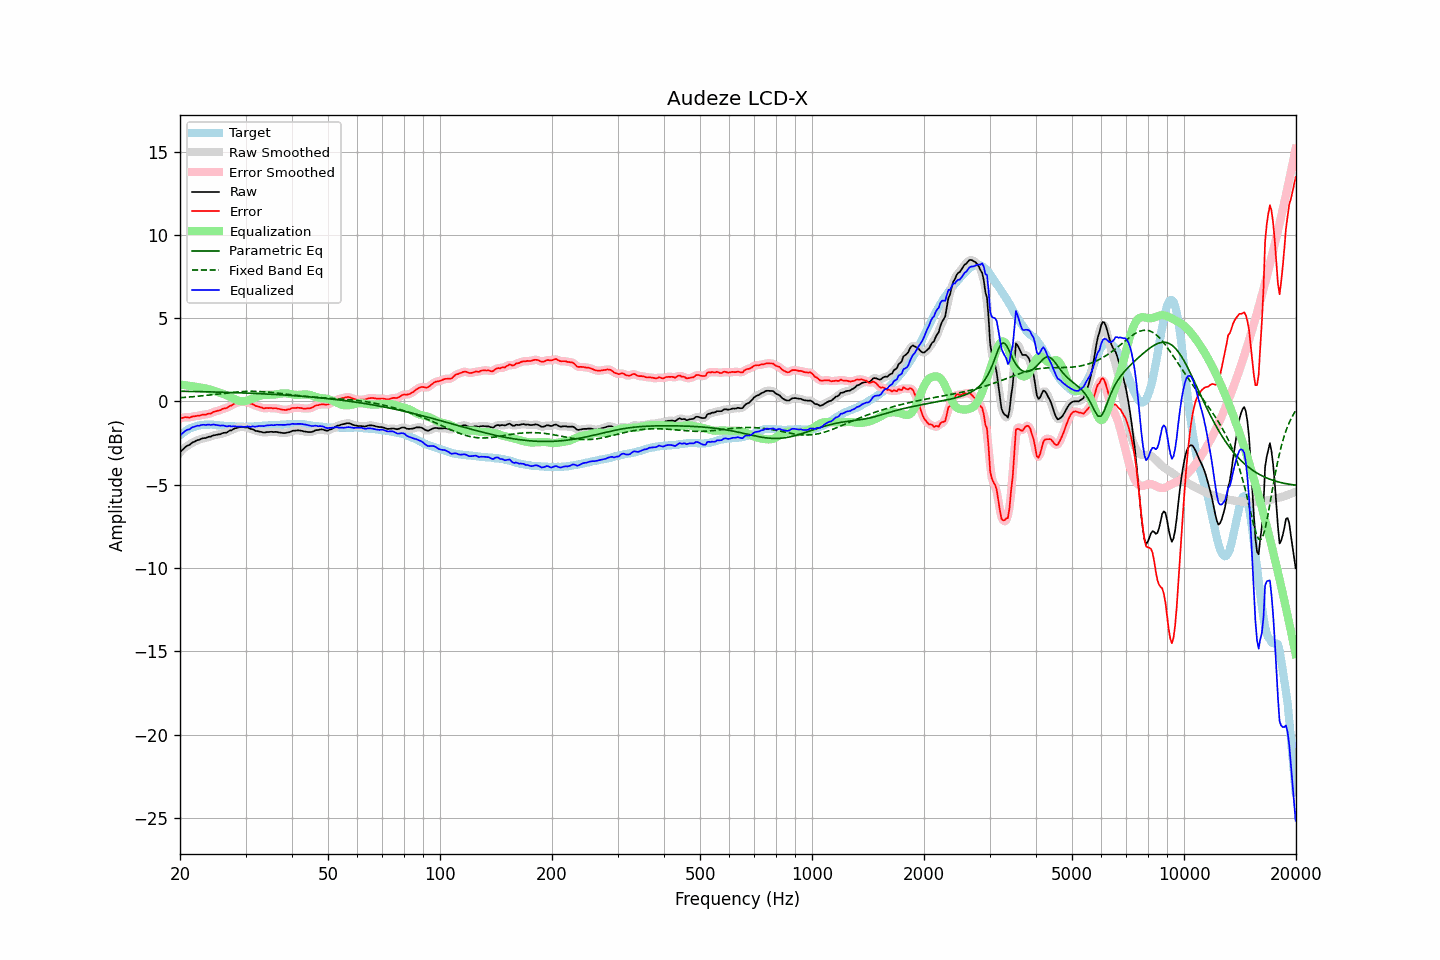 Audeze LCD-X
Target
Raw Smoothed
Error Smoothed
Raw
Error
Equalization
Parametric Eq
Fixed Band Eq
Equalized
15
10
5
0
−5
−10
−15
−20
−25
Amplitude (dBr)
20 50 100 200 500 1000 2000 5000 10000 20000
Frequency (Hz)